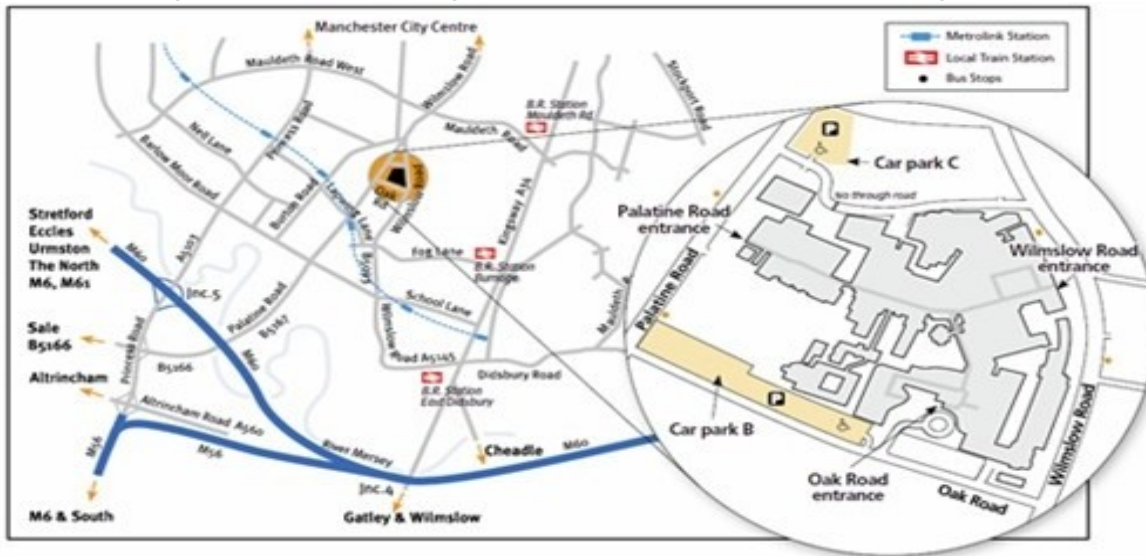 Manchester City Centre
Metrolink Station
Local Train Station
Bus Stops
Mauldeth Road West
Wilmslow Road
Stockport Road
B.R. Station
Mauldeth Rd.
Mauldeth Road
Princess Road
Nell Lane
Barlow Moor Road
Burton Road
Lapwing Lane
Oak
Wilmslow
Kingsway A34
Fog Lane
B.R. Station
Burnage
School Lane
A5103
Palatine Road
B5167
Stretford
Eccles
Urmston
The North
M6, M61
M60
Jnc.5
Sale
B5166
Princess Road
B5166
M60
Altrincham
Altrincham Road A560
A5145
Didsbury Road
B.R. Station
East Didsbury
M56
M56
River Mersey
Jnc.4
Cheadle
M60
M6 & South
Gatley & Wilmslow
Mauldeth
Car park C
No through road
Palatine Road
entrance
Wilmslow Road
entrance
Palatine Road
Car park B
Oak Road
entrance
Oak Road
Wilmslow Road